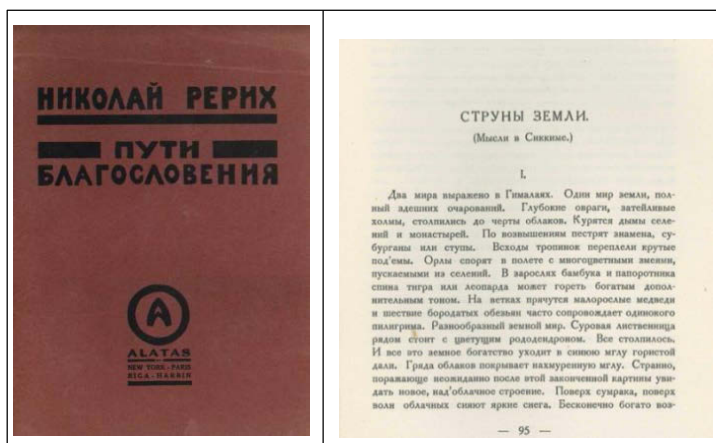 НИКОЛАЙ РЕРИХ
ПУТИ
БЛАГОСЛОВЕНИЯ
A
ALATAS
NEW YORK – PARIS
RIGA – HARBIN
СТРУНЫ ЗЕМЛИ.
(Мысли в Сиккиме.)
I.
Два мира выражено в Гималаях. Один мир земли, пол-
ный здешних очарований. Глубокие овраги, затейливые
холмы, столпились до черты облаков. Курятся дымы селе-
ний и монастырей. По возвышениям пестрят знамена, су-
бурганы или ступы. Всходы тропинок переплели крутые
под'емы. Орлы спорят в полете с многоцветными змеями,
пускаемыми из селений. В зарослях бамбука и папоротника
спина тигра или леопарда может гореть богатым допол-
нительным тоном. На ветках прячутся малорослые медведи
и шествие бородатых обезьян часто сопровождает одинокого
пилигрима. Разнообразный земной мир. Суровая лиственница
рядом стоит с цветущим рододендроном. Все столпилось.
И все это земное богатство уходит в синюю мглу гористой
дали. Гряда облаков покрывает нахмуренную мглу. Странно,
поражающе неожиданно после этой законченной картины уви-
дать новое, над'облачное строение. Поверх сумрака, поверх
волн облачных сияют яркие снега. Бесконечно богато воз-
— 95 —